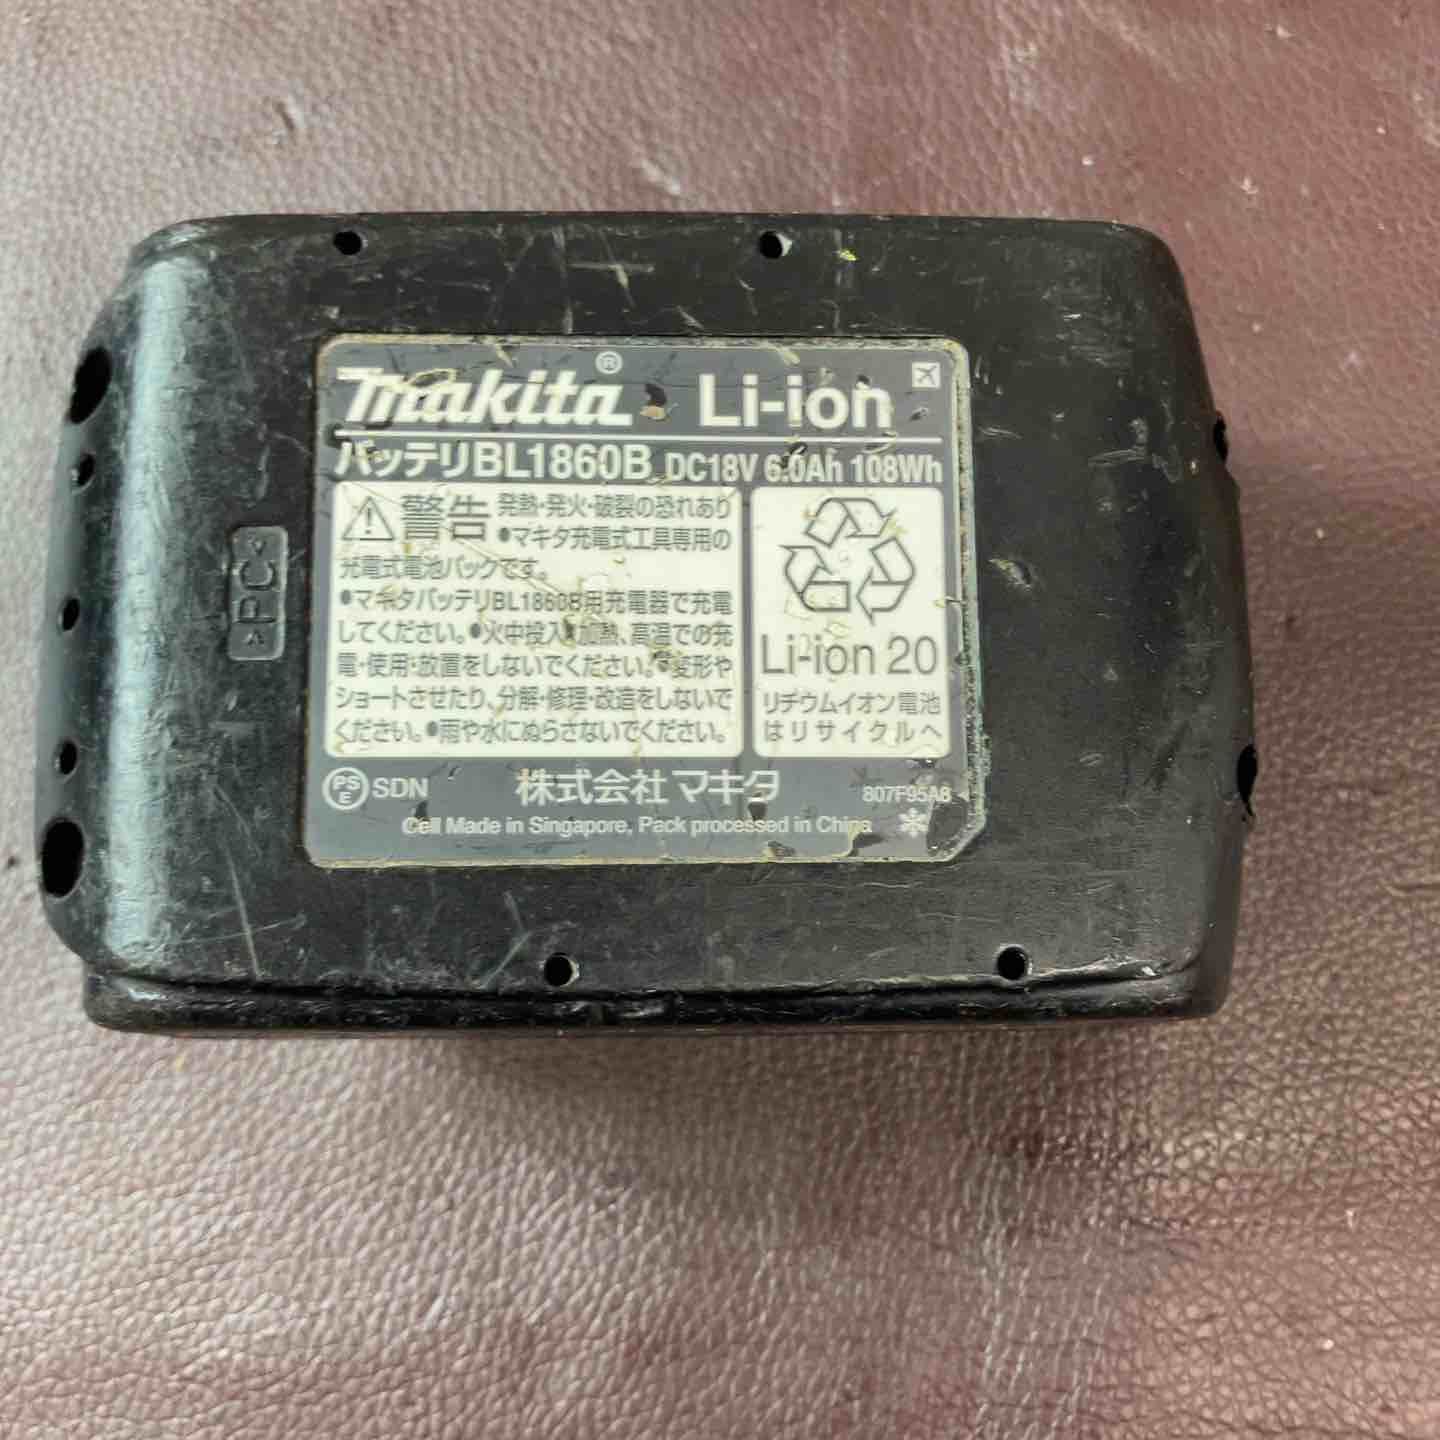 Makita® Li-ion
バッテリBL1860B DC18V 6.0Ah 108Wh
警告 発熱・発火・破裂の恐れあり
●マキタ充電式工具専用の
充電式電池パックです。
●マキタバッテリBL1860B用充電器で充電
してください。●火中投入、加熱、高温での充
電・使用・放置をしないでください。●変形や
ショートさせたり、分解・修理・改造をしないで
ください。●雨や水にぬらさないでください。
Li-ion 20
リチウムイオン電池
はリサイクルへ
PSE SDN 株式会社マキタ 807F95A8
Cell Made in Singapore, Pack processed in China
>PC<